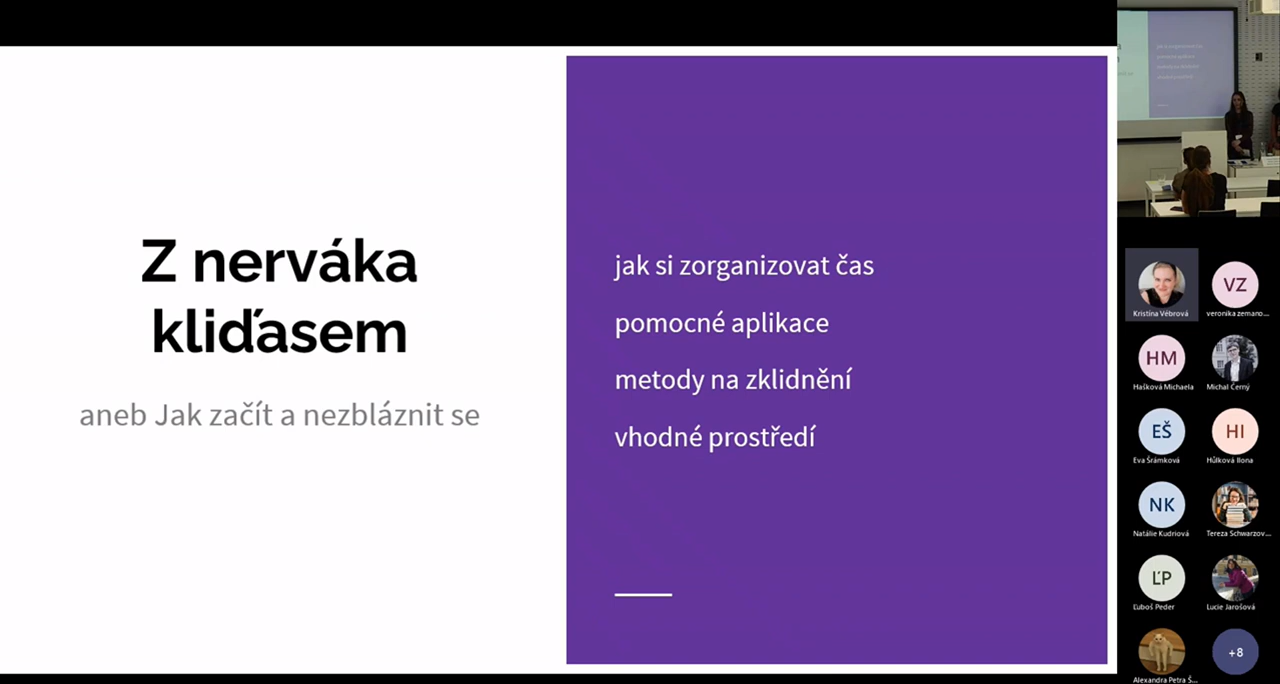 Z nerváka
kliďasem
aneb Jak začít a nezbláznit se
jak si zorganizovat čas
pomocné aplikace
metody na zklidnění
vhodné prostředí
Kristína Vébrová
VZ
veronika zemano...
HM
Hašková Michaela
Michal Černý
EŠ
Eva Šrámková
HI
Hůlková Ilona
NK
Natálie Kudriová
Tereza Schwarzov...
ĽP
Ľuboš Peder
Lucie Jarošová
Alexandra Petra Š...
+8